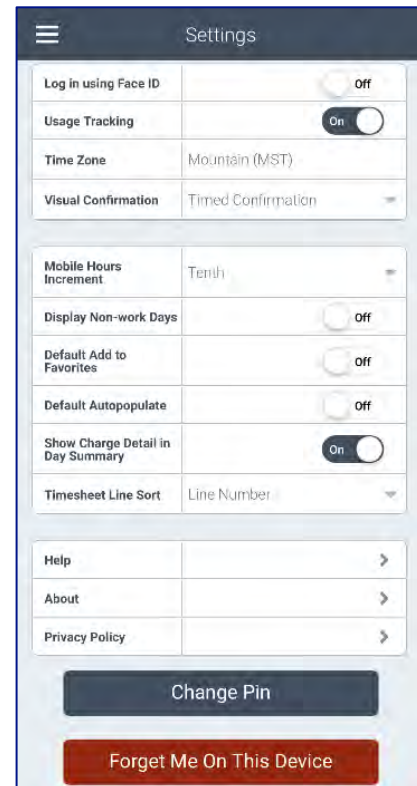 Settings
Log in using Face ID
Off
Usage Tracking
On
Time Zone
Mountain (MST)
Visual Confirmation
Timed Confirmation
Mobile Hours
Increment
Tenth
Display Non-work Days
Off
Default Add to
Favorites
Off
Default Autopopulate
Off
Show Charge Detail in
Day Summary
On
Timesheet Line Sort
Line Number
Help
About
Privacy Policy
Change Pin
Forget Me On This Device